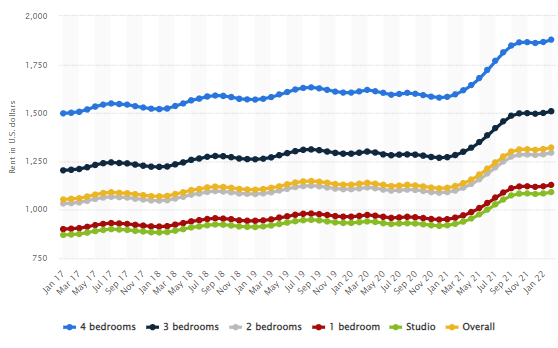 2,000
1,750
1,500
1,250
1,000
750
Rent in U.S. dollars
Jan 17
Mar 17
May 17
Jul 17
Sep 17
Nov 17
Jan 18
Mar 18
May 18
Jul 18
Sep 18
Nov 18
Jan 19
Mar 19
May 19
Jul 19
Sep 19
Nov 19
Jan 20
Mar 20
May 20
Jul 20
Sep 20
Nov 20
Jan 21
Mar 21
May 21
Jul 21
Sep 21
Nov 21
Jan 22
4 bedrooms 3 bedrooms 2 bedrooms 1 bedroom Studio Overall